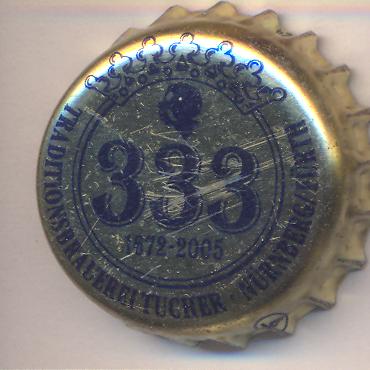 333
1672-2005
TRADITIONSBRAUEREI TUCHER · NÜRNBERG/FÜRTH